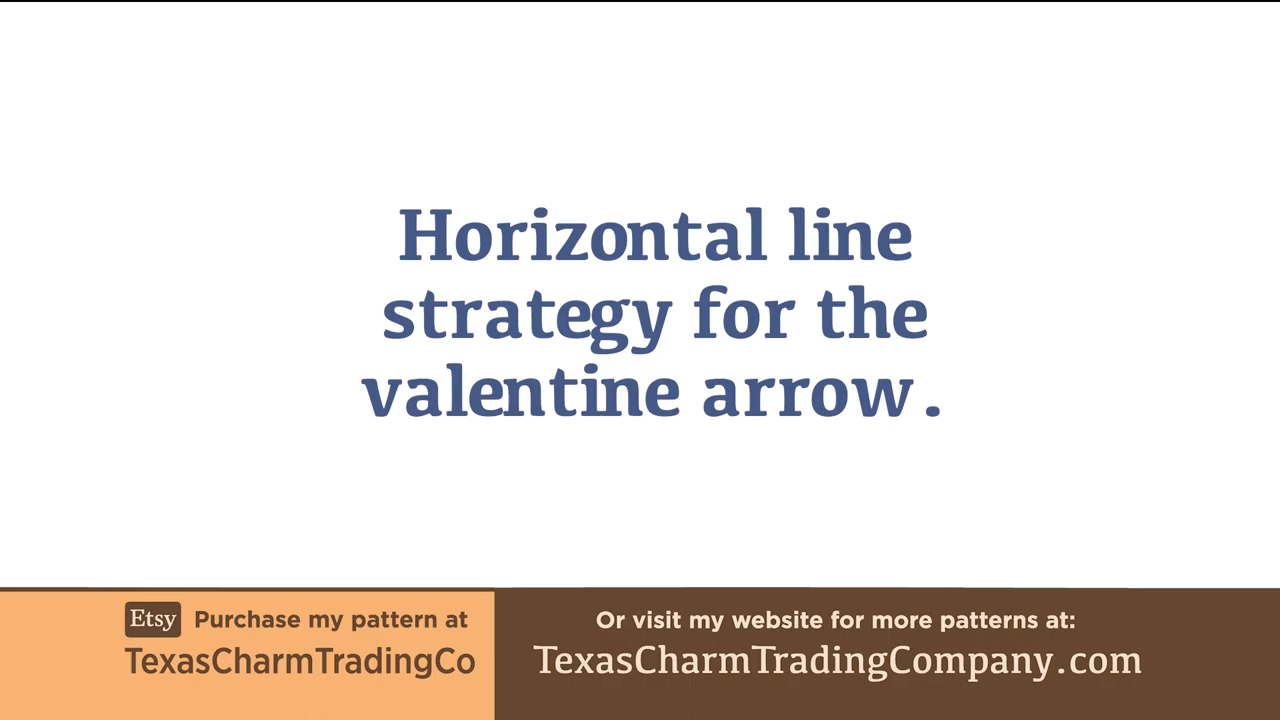 Horizontal line
strategy for the
valentine arrow.
Etsy Purchase my pattern at
TexasCharmTradingCo
Or visit my website for more patterns at:
TexasCharmTradingCompany.com